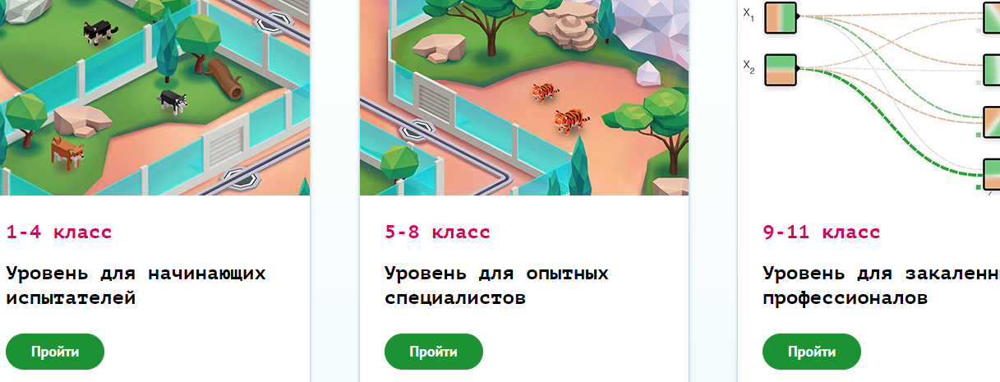 X1
X2
1-4 класс
Уровень для начинающих
испытателей
Пройти
5-8 класс
Уровень для опытных
специалистов
Пройти
9-11 класс
Уровень для
профессионалов
Пройти